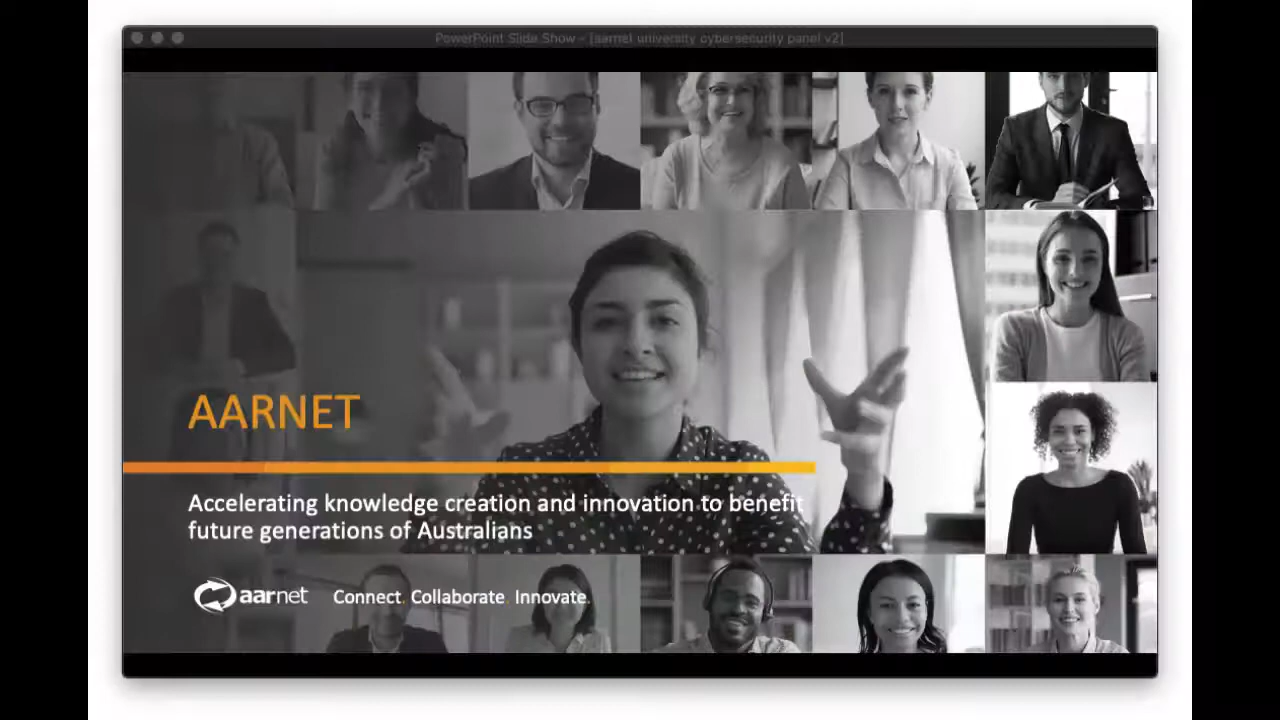 PowerPoint Slide Show - [aarnet university cybersecurity panel v2]
AARNET
Accelerating knowledge creation and innovation to benefit
future generations of Australians
aarnet Connect. Collaborate. Innovate.